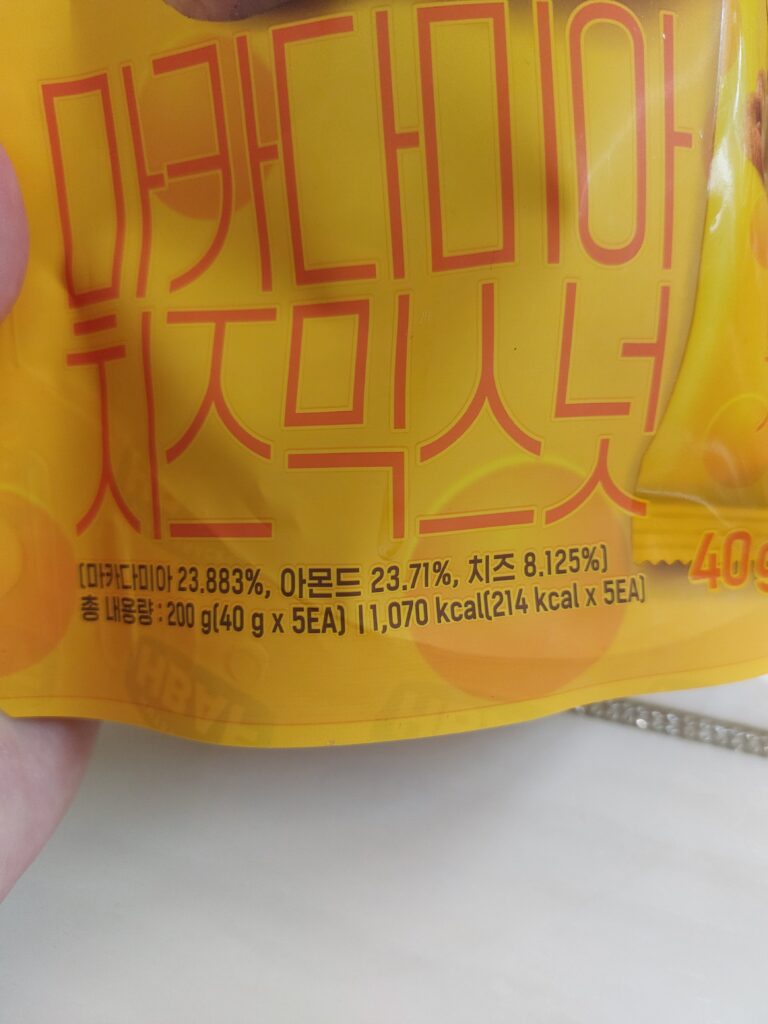 마카다미아
치즈믹스넛
(마카다미아 23.883%, 아몬드 23.71%, 치즈 8.125%)
총 내용량 : 200 g(40 g x 5EA) | 1,070 kcal(214 kcal x 5EA)
40g
HBAF